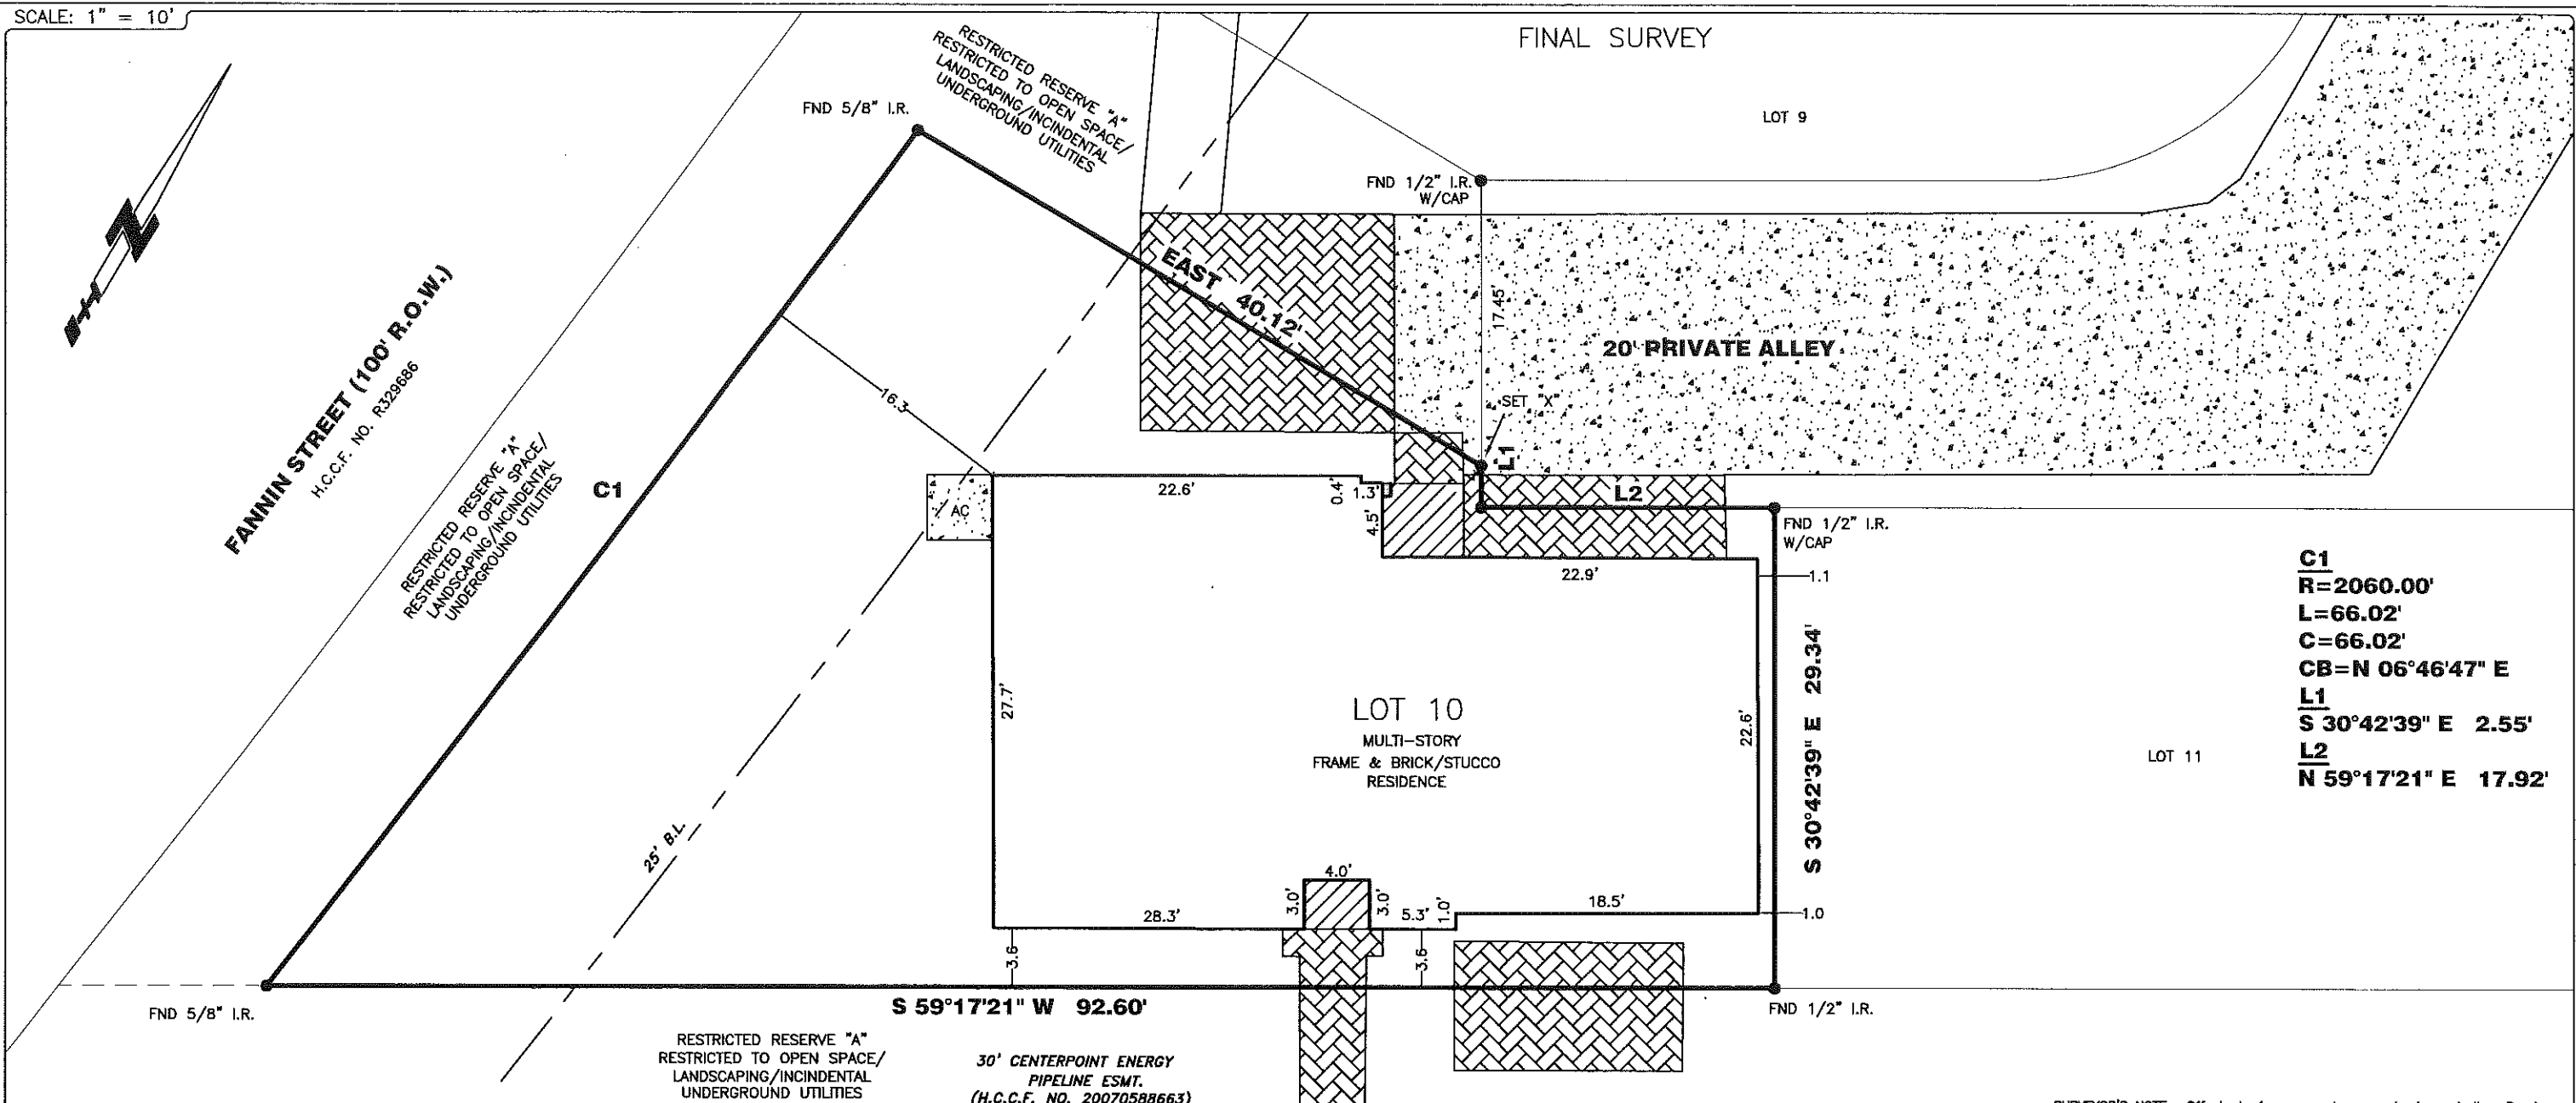 SCALE: 1" = 10'
FINAL SURVEY
RESTRICTED RESERVE "A"
RESTRICTED TO OPEN SPACE/
LANDSCAPING/INCINDENTAL
UNDERGROUND UTILITIES
FND 5/8" I.R.
LOT 9
FND 1/2" I.R.
W/CAP
N
EAST 40.12'
17.45'
20' PRIVATE ALLEY
FANNIN STREET (100' R.O.W.)
H.C.C.F. NO. R329686
RESTRICTED RESERVE "A"
RESTRICTED TO OPEN SPACE/
LANDSCAPING/INCINDENTAL
UNDERGROUND UTILITIES
C1
16.3
SET "X"
L1
L2
22.6'
0.4'
1.3'
4.5'
AC
FND 1/2" I.R.
W/CAP
22.9'
1.1
C1
R=2060.00'
L=66.02'
C=66.02'
CB=N 06°46'47" E
L1
S 30°42'39" E 2.55'
L2
N 59°17'21" E 17.92'
27.7'
LOT 10
MULTI-STORY
FRAME & BRICK/STUCCO
RESIDENCE
22.6'
S 30°42'39" E 29.34'
LOT 11
25' B.L.
4.0'
3.0'
3.0'
28.3'
5.3'
1.0'
18.5'
1.0
3.6
3.6
S 59°17'21" W 92.60'
FND 5/8" I.R.
FND 1/2" I.R.
RESTRICTED RESERVE "A"
RESTRICTED TO OPEN SPACE/
LANDSCAPING/INCINDENTAL
UNDERGROUND UTILITIES
30' CENTERPOINT ENERGY
PIPELINE ESMT.
(H.C.C.F. NO. 20070588663)